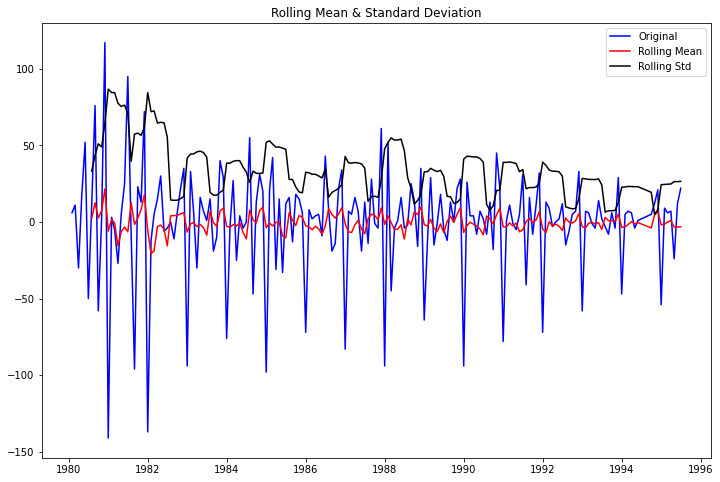 Rolling Mean & Standard Deviation
Original
Rolling Mean
Rolling Std
100
50
0
−50
−100
−150
1980 1982 1984 1986 1988 1990 1992 1994 1996